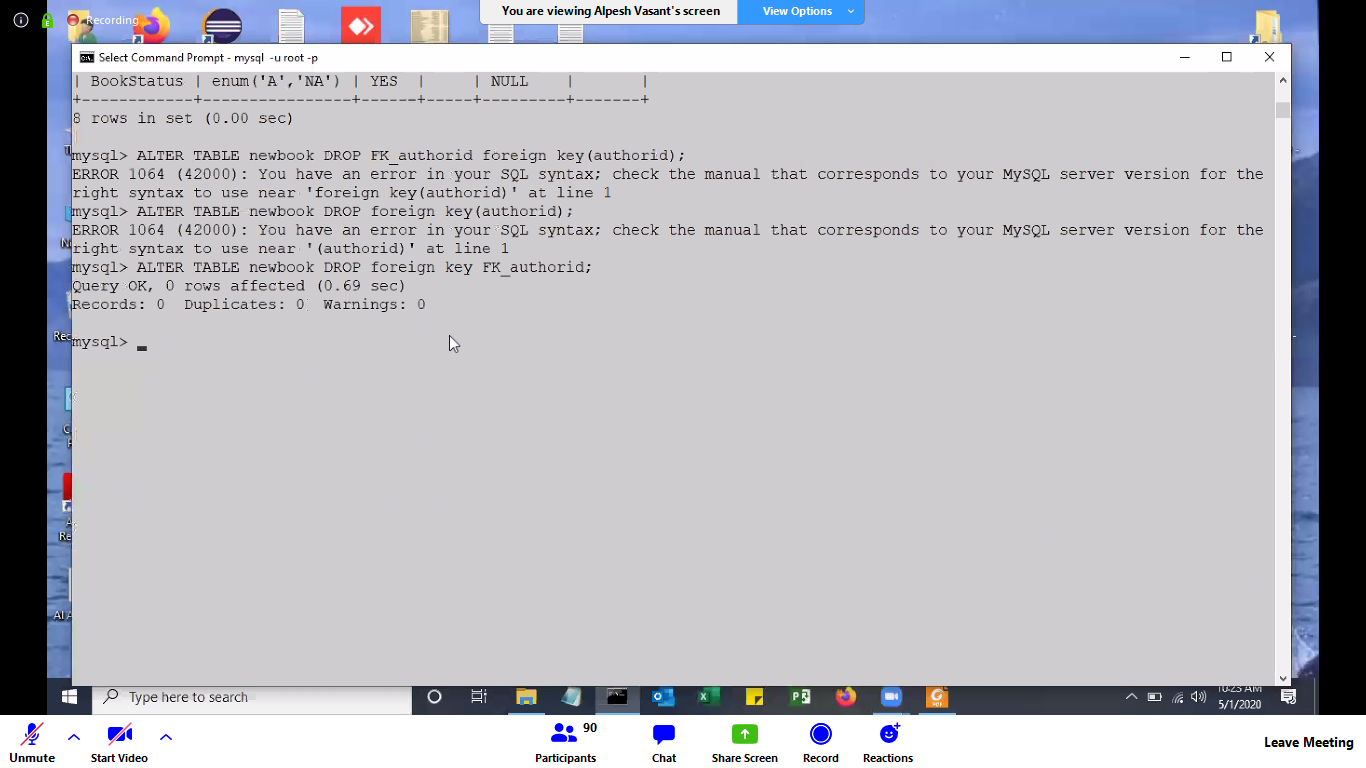 Recording
You are viewing Alpesh Vasant's screen
View Options
Select Command Prompt - mysql -u root -p
| BookStatus | enum('A','NA') | YES | | NULL | |
+------------+----------------+------+-----+---------+-------+
8 rows in set (0.00 sec)
mysql> ALTER TABLE newbook DROP FK_authorid foreign key(authorid);
ERROR 1064 (42000): You have an error in your SQL syntax; check the manual that corresponds to your MySQL server version for the
right syntax to use near 'foreign key(authorid)' at line 1
mysql> ALTER TABLE newbook DROP foreign key(authorid);
ERROR 1064 (42000): You have an error in your SQL syntax; check the manual that corresponds to your MySQL server version for the
right syntax to use near '(authorid)' at line 1
mysql> ALTER TABLE newbook DROP foreign key FK_authorid;
Query OK, 0 rows affected (0.69 sec)
Records: 0 Duplicates: 0 Warnings: 0
mysql> _
Type here to search
10:23 AM
5/1/2020
Unmute
Start Video
Participants
90
Chat
Share Screen
Record
Reactions
Leave Meeting